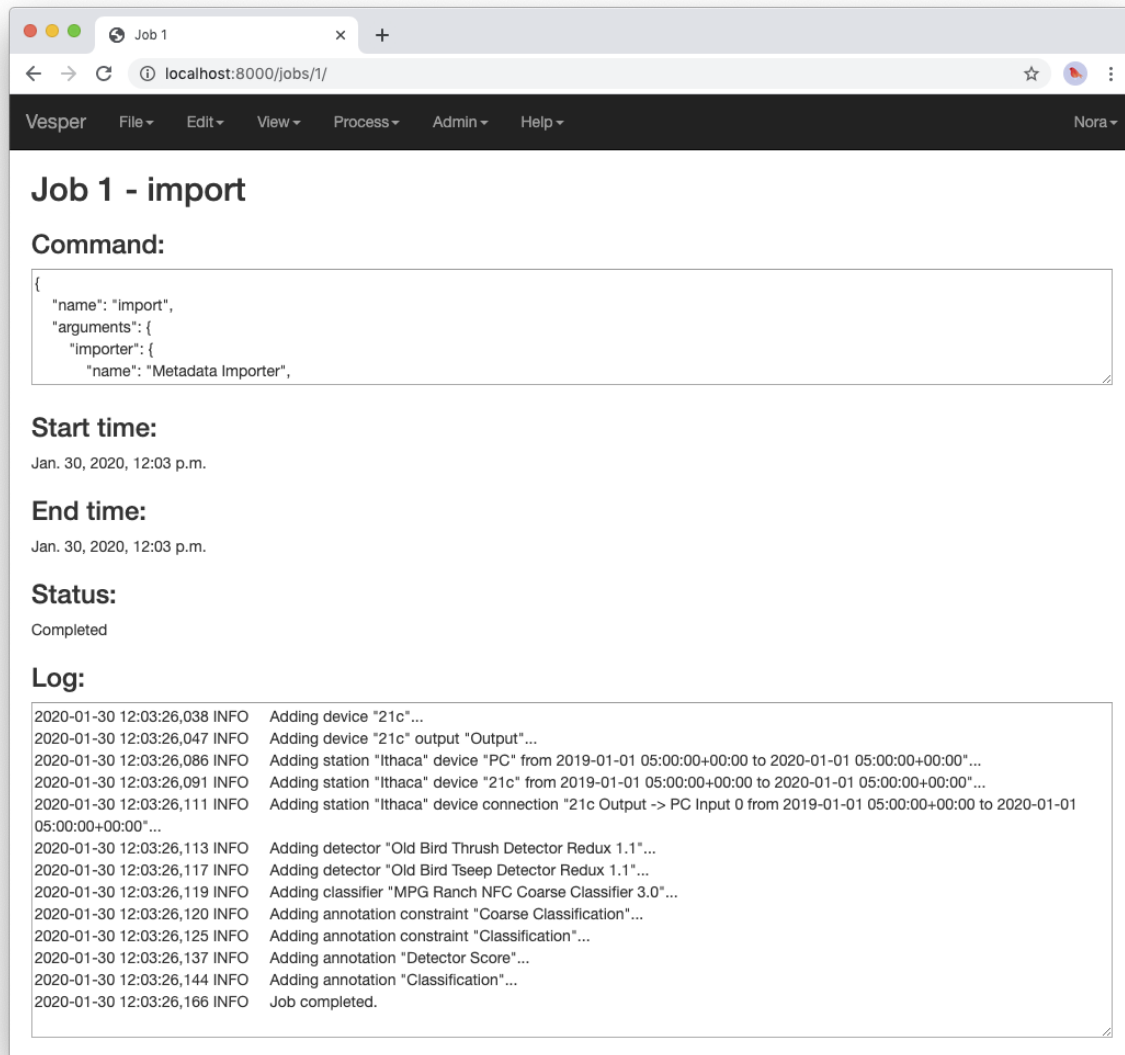 Job 1
localhost:8000/jobs/1/
Vesper File Edit View Process Admin Help Nora
Job 1 - import
Command:
{
"name": "import",
"arguments": {
"importer": {
"name": "Metadata Importer",
Start time:
Jan. 30, 2020, 12:03 p.m.
End time:
Jan. 30, 2020, 12:03 p.m.
Status:
Completed
Log:
2020-01-30 12:03:26,038 INFO Adding device "21c"...
2020-01-30 12:03:26,047 INFO Adding device "21c" output "Output"...
2020-01-30 12:03:26,086 INFO Adding station "Ithaca" device "PC" from 2019-01-01 05:00:00+00:00 to 2020-01-01 05:00:00+00:00"...
2020-01-30 12:03:26,091 INFO Adding station "Ithaca" device "21c" from 2019-01-01 05:00:00+00:00 to 2020-01-01 05:00:00+00:00"...
2020-01-30 12:03:26,111 INFO Adding station "Ithaca" device connection "21c Output -> PC Input 0 from 2019-01-01 05:00:00+00:00 to 2020-01-01
05:00:00+00:00"...
2020-01-30 12:03:26,113 INFO Adding detector "Old Bird Thrush Detector Redux 1.1"...
2020-01-30 12:03:26,117 INFO Adding detector "Old Bird Tseep Detector Redux 1.1"...
2020-01-30 12:03:26,119 INFO Adding classifier "MPG Ranch NFC Coarse Classifier 3.0"...
2020-01-30 12:03:26,120 INFO Adding annotation constraint "Coarse Classification"...
2020-01-30 12:03:26,125 INFO Adding annotation constraint "Classification"...
2020-01-30 12:03:26,137 INFO Adding annotation "Detector Score"...
2020-01-30 12:03:26,144 INFO Adding annotation "Classification"...
2020-01-30 12:03:26,166 INFO Job completed.